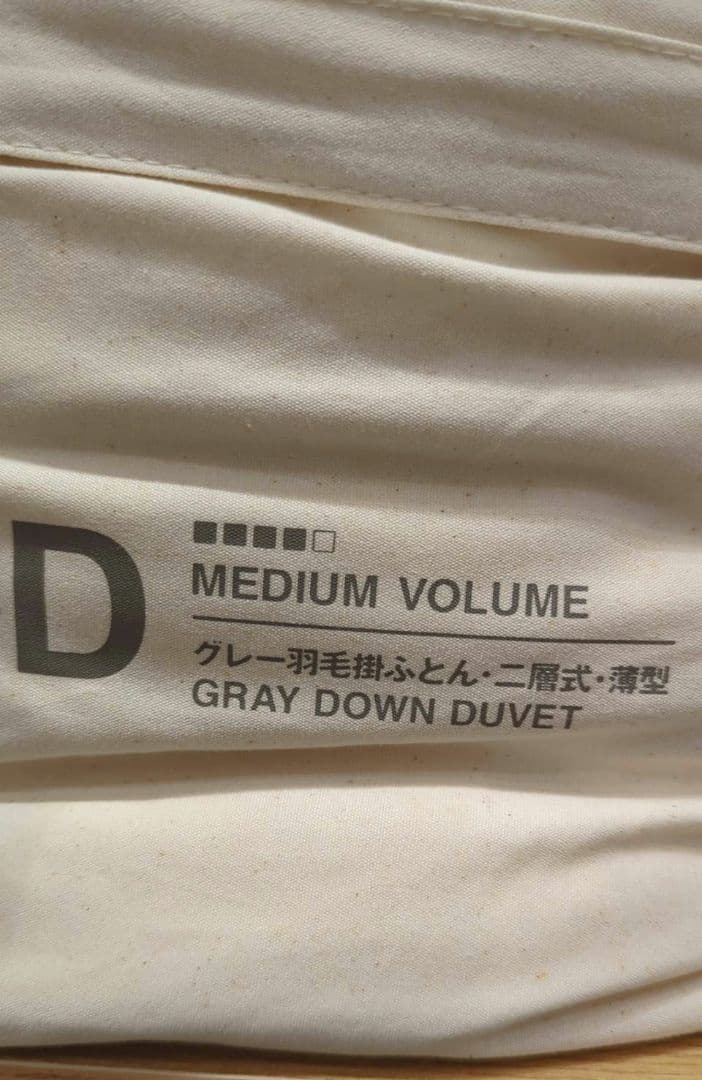 D
■■■■□
MEDIUM VOLUME
グレー羽毛掛ふとん・二層式・薄型
GRAY DOWN DUVET